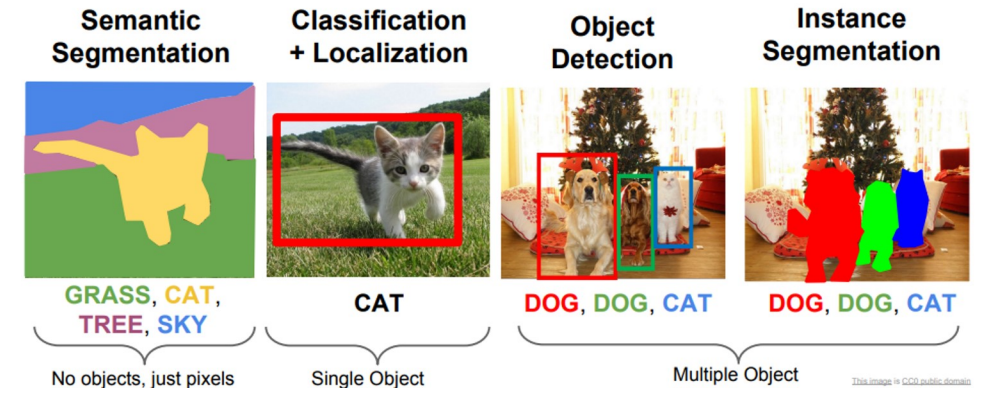 Semantic
Segmentation
Classification
+ Localization
Object
Detection
Instance
Segmentation
GRASS, CAT,
TREE, SKY
CAT
DOG, DOG, CAT
DOG, DOG, CAT
No objects, just pixels
Single Object
Multiple Object
This image is CC0 public domain